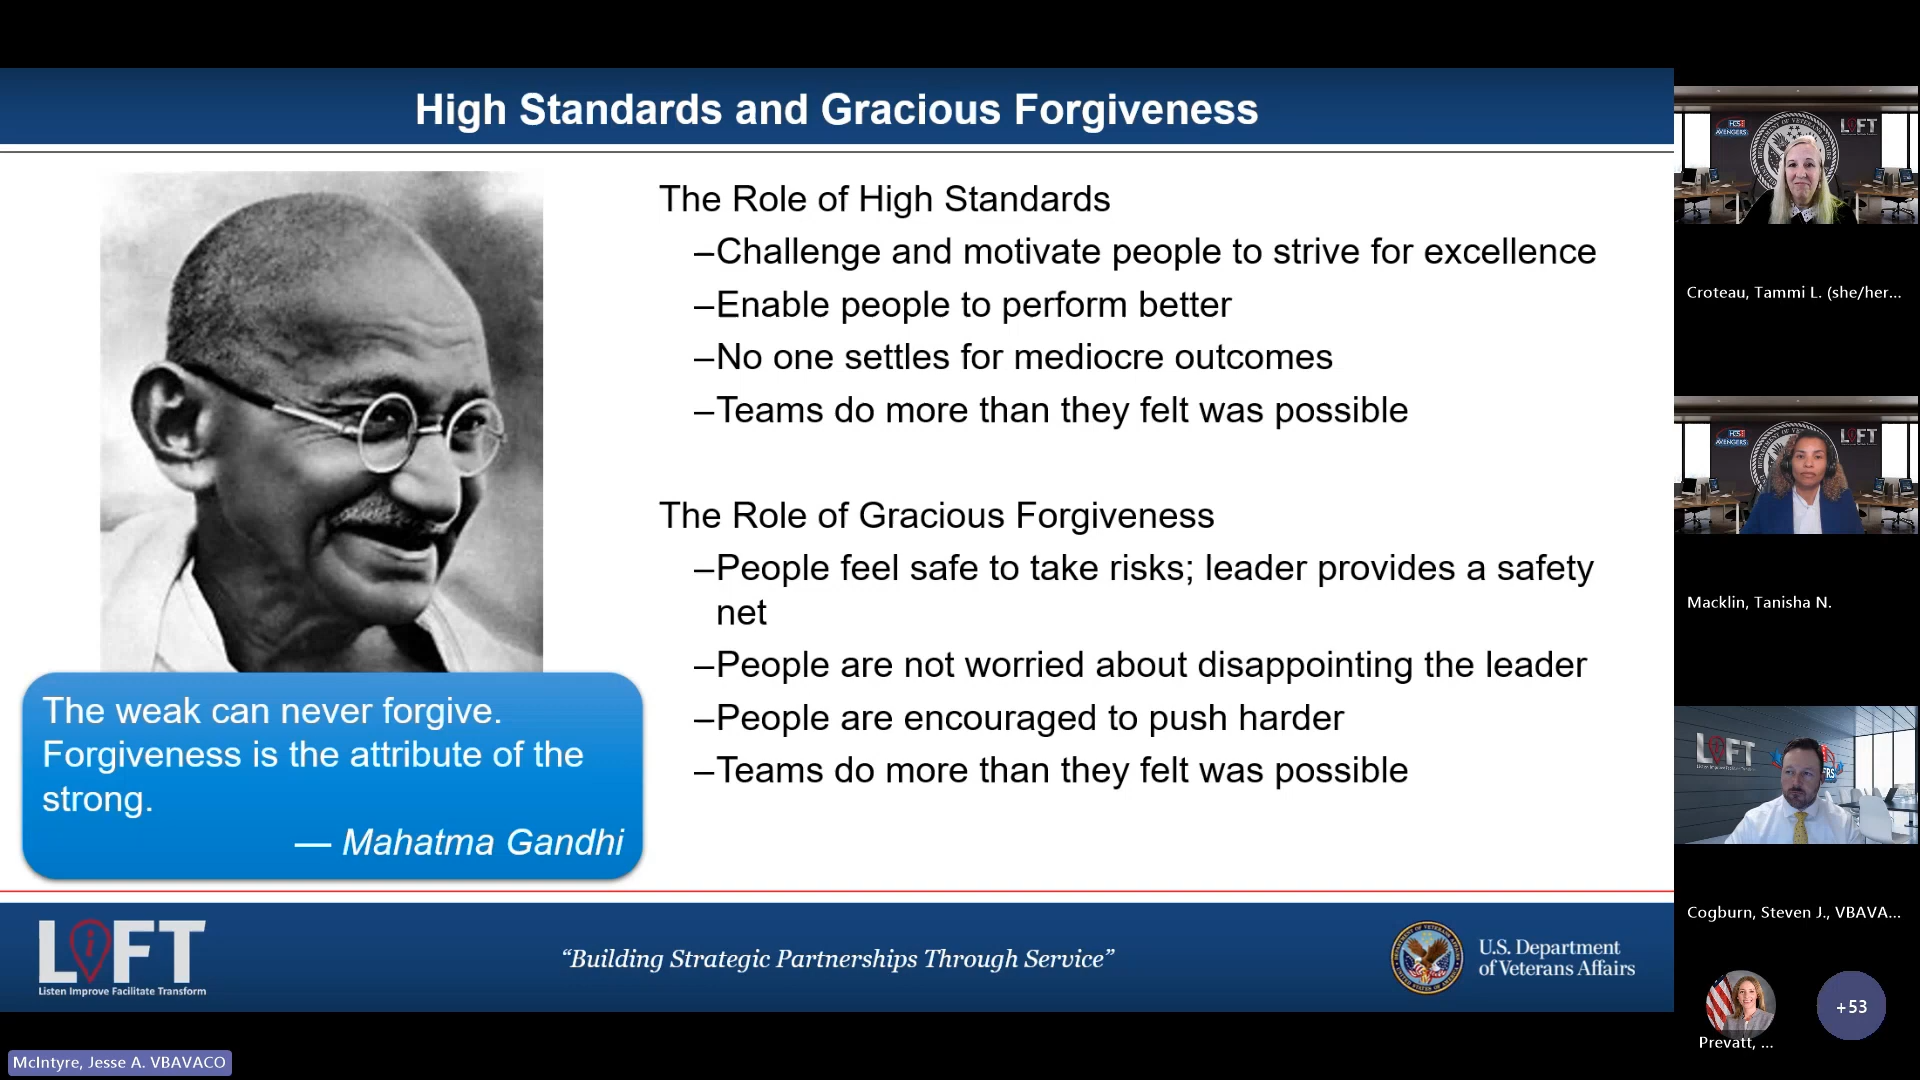 High Standards and Gracious Forgiveness
The Role of High Standards
–Challenge and motivate people to strive for excellence
–Enable people to perform better
–No one settles for mediocre outcomes
–Teams do more than they felt was possible
The Role of Gracious Forgiveness
–People feel safe to take risks; leader provides a safety
net
–People are not worried about disappointing the leader
–People are encouraged to push harder
–Teams do more than they felt was possible
The weak can never forgive.
Forgiveness is the attribute of the
strong.
— Mahatma Gandhi
LiFT
Listen Improve Facilitate Transform
“Building Strategic Partnerships Through Service”
U.S. Department
of Veterans Affairs
McIntyre, Jesse A. VBAVACO
AVENGERS
LiFT
Croteau, Tammi L. (she/her...
AVENGERS
LiFT
Macklin, Tanisha N.
LiFT
Cogburn, Steven J., VBAVA...
Prevatt, ...
+53